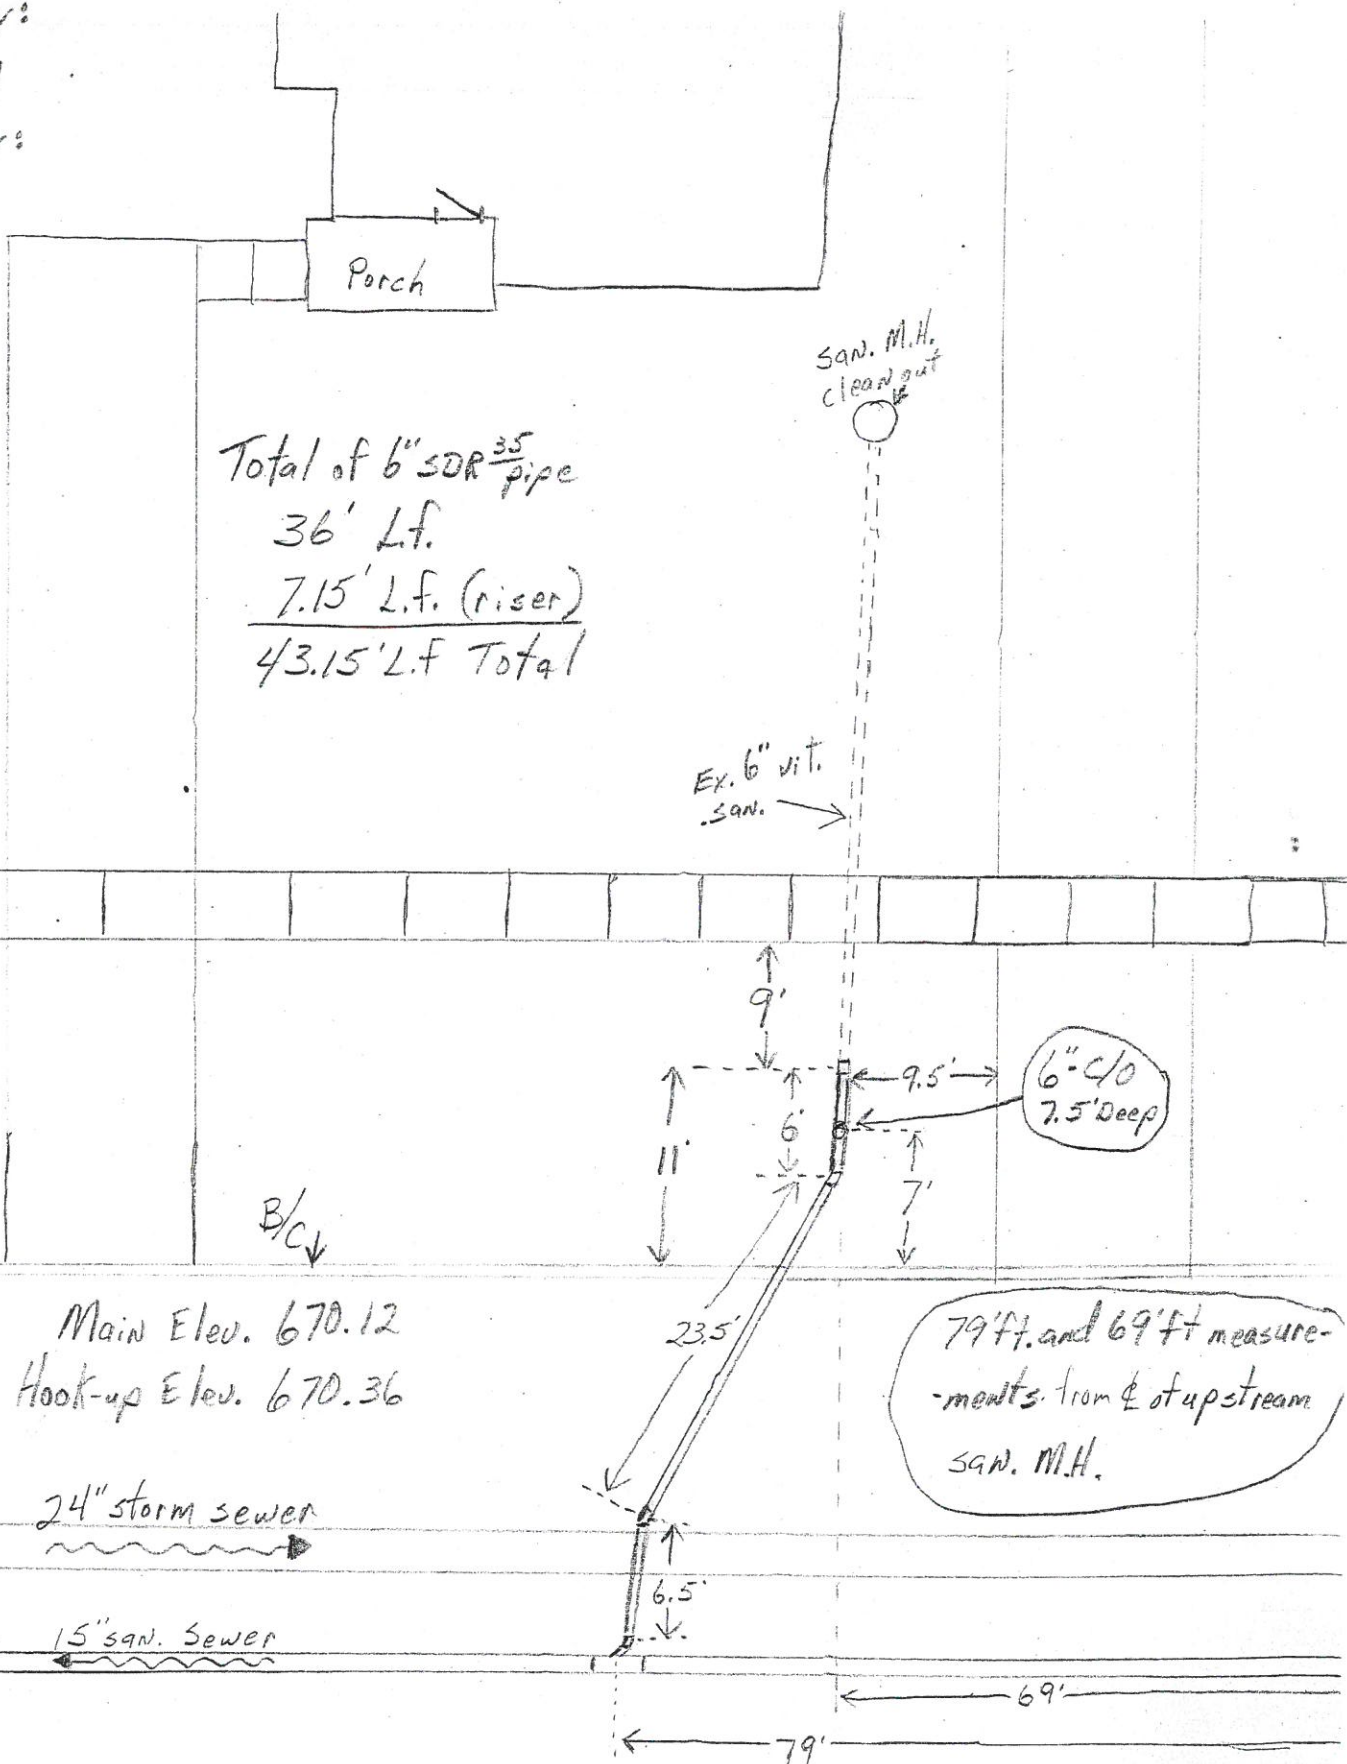 Porch
san. M.H.
cleanout
Total of 6" SDR 35 pipe
36' L.f.
7.15' L.f. (riser)
43.15' L.f Total
Ex. 6" vit.
san.
9'
9.5'
6"-C/O
7.5' Deep
6'
11'
7'
B/C
23.5'
Main Elev. 670.12
Hook-up Elev. 670.36
79'ft. and 69'ft measure-
-ments from ℄ of upstream
san. M.H.
24" storm sewer
6.5'
15" san. Sewer
69'
79'